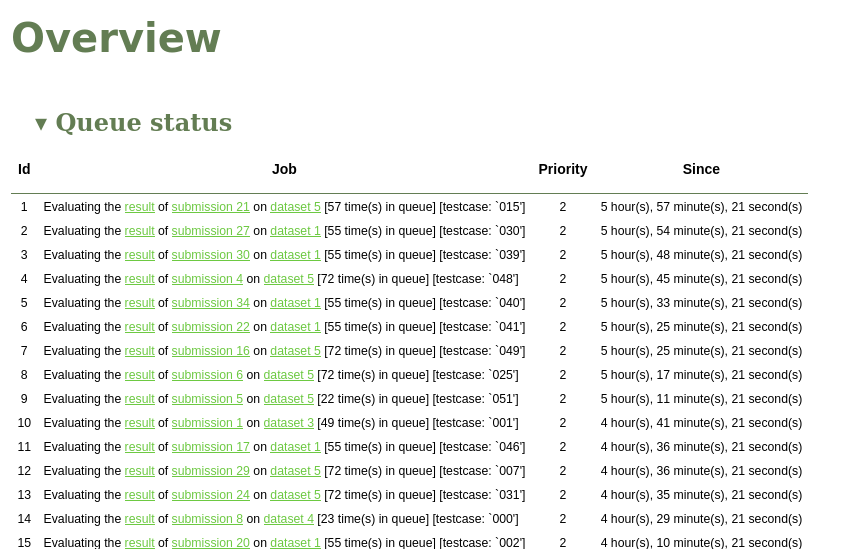 Overview
▼ Queue status
Id Job Priority Since
1 Evaluating the result of submission 21 on dataset 5 [57 time(s) in queue] [testcase: `015'] 2 5 hour(s), 57 minute(s), 21 second(s)
2 Evaluating the result of submission 27 on dataset 1 [55 time(s) in queue] [testcase: `030'] 2 5 hour(s), 54 minute(s), 21 second(s)
3 Evaluating the result of submission 30 on dataset 1 [55 time(s) in queue] [testcase: `039'] 2 5 hour(s), 48 minute(s), 21 second(s)
4 Evaluating the result of submission 4 on dataset 5 [72 time(s) in queue] [testcase: `048'] 2 5 hour(s), 45 minute(s), 21 second(s)
5 Evaluating the result of submission 34 on dataset 1 [55 time(s) in queue] [testcase: `040'] 2 5 hour(s), 33 minute(s), 21 second(s)
6 Evaluating the result of submission 22 on dataset 1 [55 time(s) in queue] [testcase: `041'] 2 5 hour(s), 25 minute(s), 21 second(s)
7 Evaluating the result of submission 16 on dataset 5 [72 time(s) in queue] [testcase: `049'] 2 5 hour(s), 25 minute(s), 21 second(s)
8 Evaluating the result of submission 6 on dataset 5 [72 time(s) in queue] [testcase: `025'] 2 5 hour(s), 17 minute(s), 21 second(s)
9 Evaluating the result of submission 5 on dataset 5 [22 time(s) in queue] [testcase: `051'] 2 5 hour(s), 11 minute(s), 21 second(s)
10 Evaluating the result of submission 1 on dataset 3 [49 time(s) in queue] [testcase: `001'] 2 4 hour(s), 41 minute(s), 21 second(s)
11 Evaluating the result of submission 17 on dataset 1 [55 time(s) in queue] [testcase: `046'] 2 4 hour(s), 36 minute(s), 21 second(s)
12 Evaluating the result of submission 29 on dataset 5 [72 time(s) in queue] [testcase: `007'] 2 4 hour(s), 36 minute(s), 21 second(s)
13 Evaluating the result of submission 24 on dataset 5 [72 time(s) in queue] [testcase: `031'] 2 4 hour(s), 35 minute(s), 21 second(s)
14 Evaluating the result of submission 8 on dataset 4 [23 time(s) in queue] [testcase: `000'] 2 4 hour(s), 29 minute(s), 21 second(s)
15 Evaluating the result of submission 20 on dataset 1 [55 time(s) in queue] [testcase: `002'] 2 4 hour(s), 10 minute(s), 21 second(s)